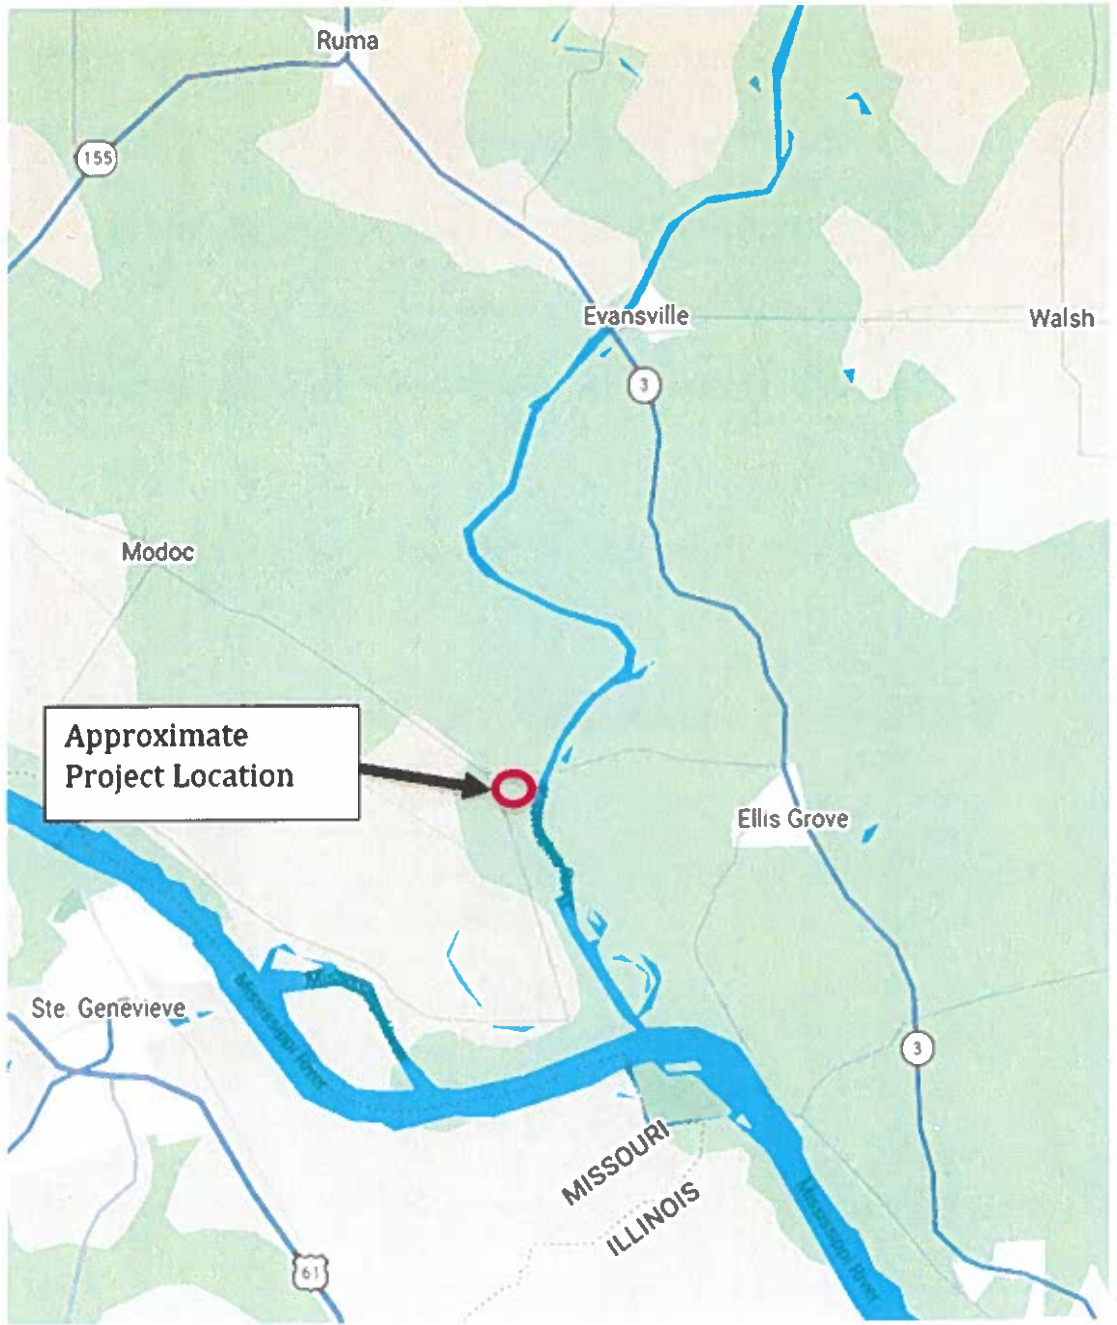 Ruma
155
Evansville
Walsh
3
Modoc
Approximate
Project Location
Ellis Grove
Ste. Genevieve
Mississippi River
3
MISSOURI
ILLINOIS
Mississippi River
61